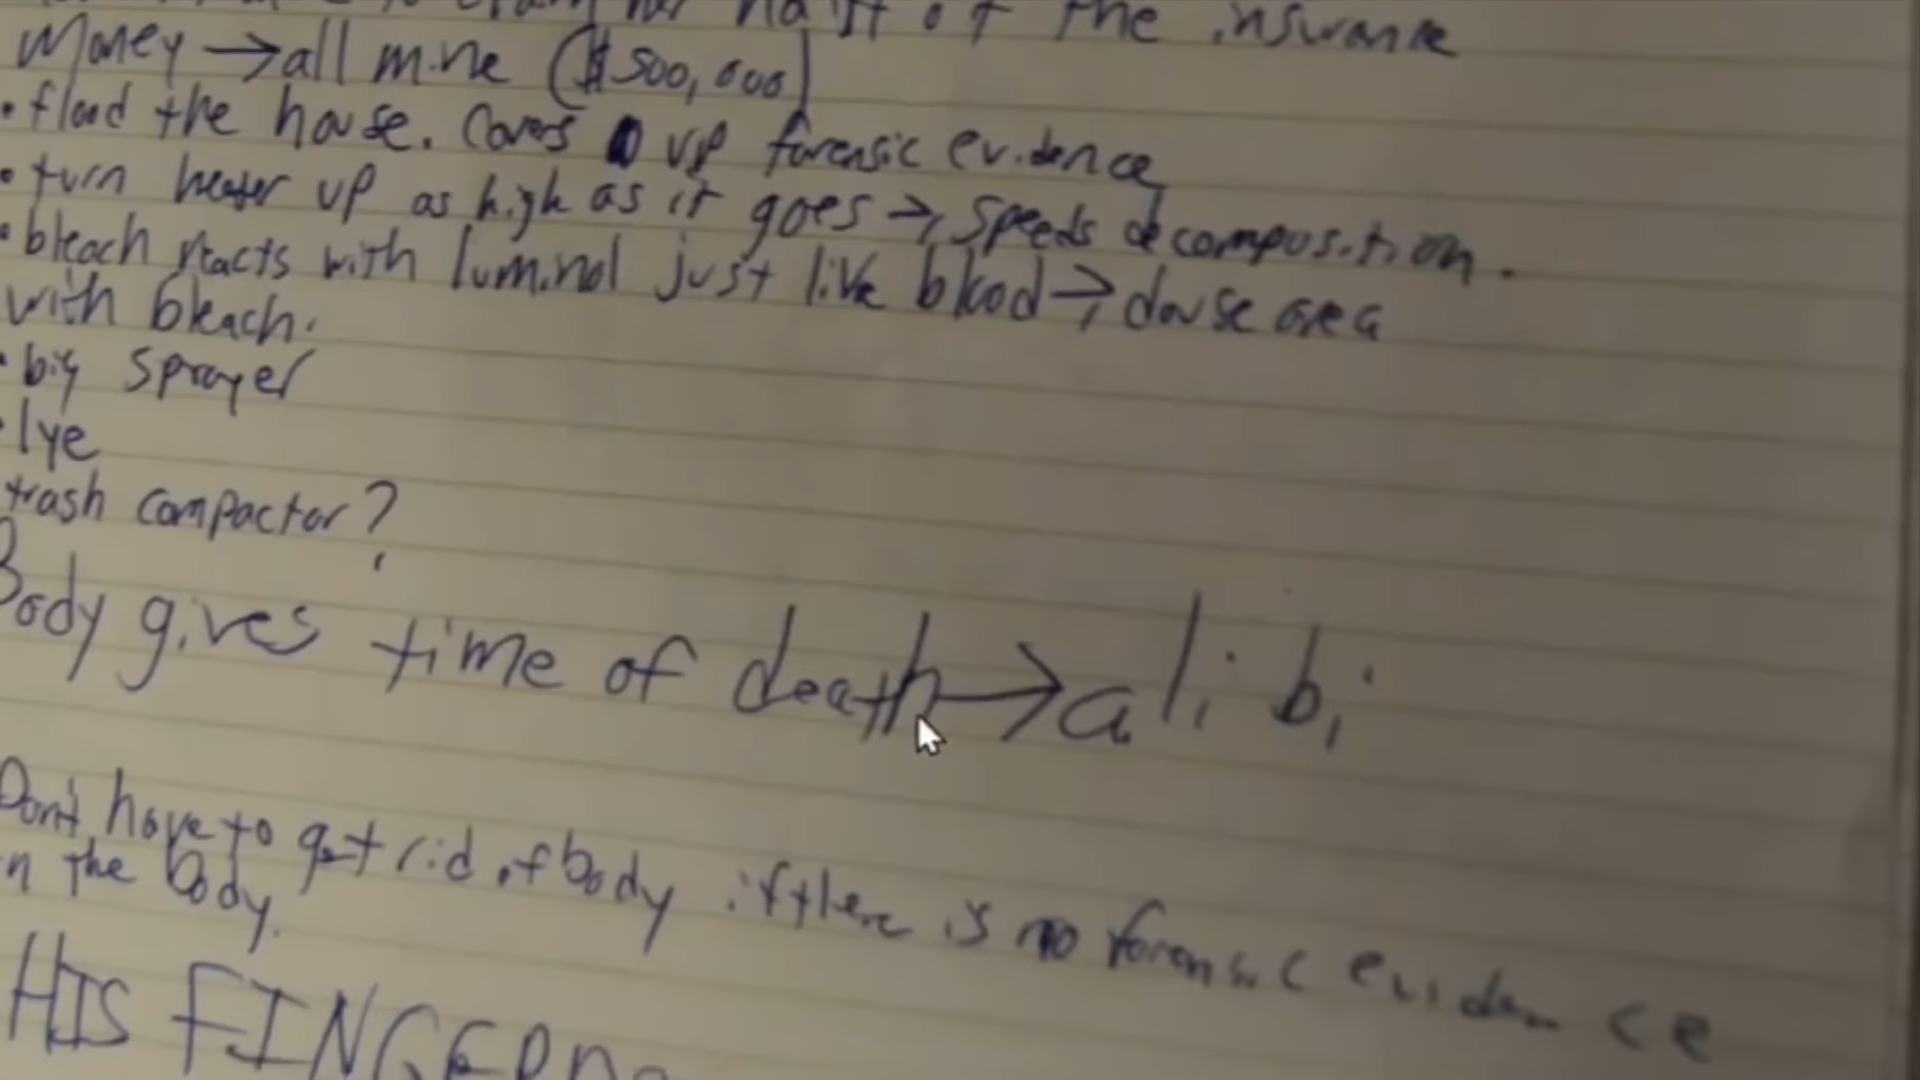 half of the insurance
Money → all mine ($500,000)
• flood the house. Covers up forensic evidence
• turn heater up as high as it goes → speeds decomposition.
• bleach reacts with luminol just like blood → douse area
with bleach.
• big sprayer
• lye
trash compactor?
Body gives time of death → alibi
Don't have to get rid of body if there is no forensic evidence
in the body.
HIS